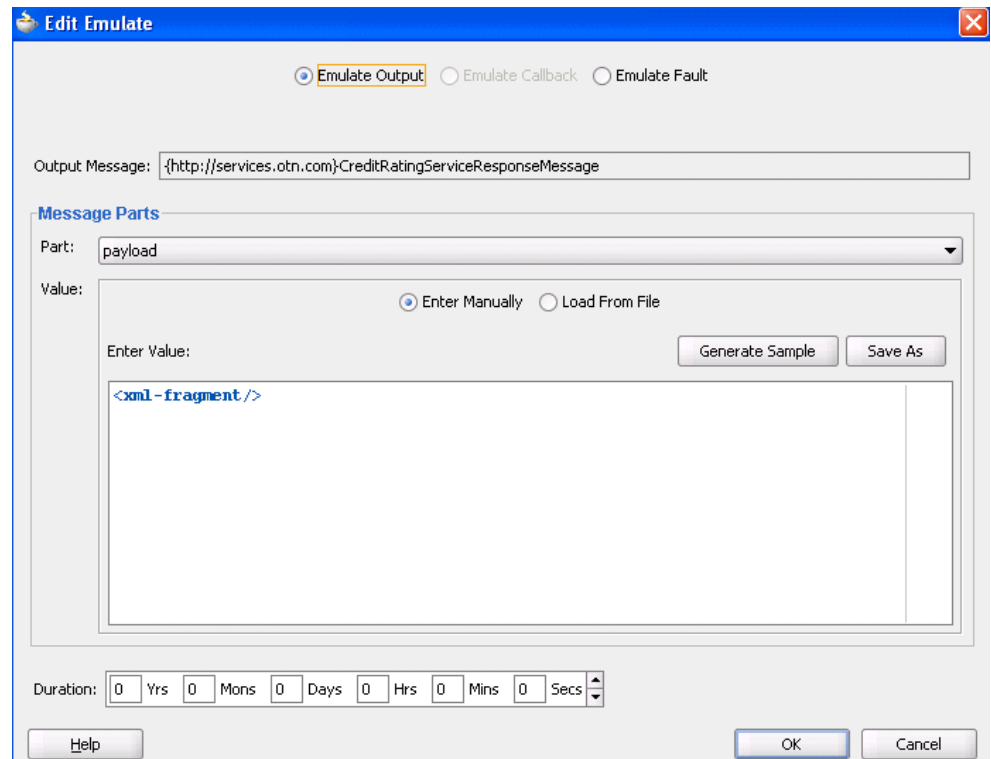 Edit Emulate
Emulate Output Emulate Callback Emulate Fault
Output Message: {http://services.otn.com}CreditRatingServiceResponseMessage
Message Parts
Part: payload
Value: Enter Manually Load From File
Enter Value: Generate Sample Save As
<xml-fragment/>
Duration: 0 Yrs 0 Mons 0 Days 0 Hrs 0 Mins 0 Secs
Help OK Cancel